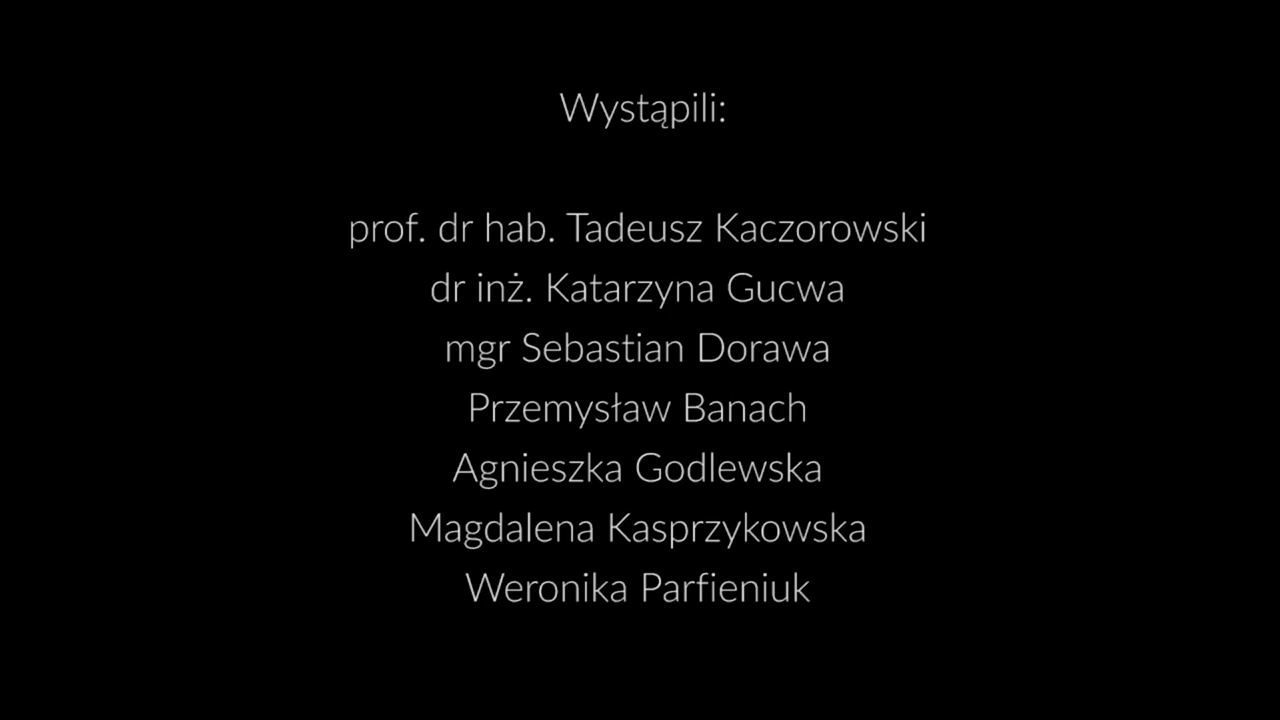 Wystąpili:
prof. dr hab. Tadeusz Kaczorowski
dr inż. Katarzyna Gucwa
mgr Sebastian Dorawa
Przemysław Banach
Agnieszka Godlewska
Magdalena Kasprzykowska
Weronika Parfieniuk